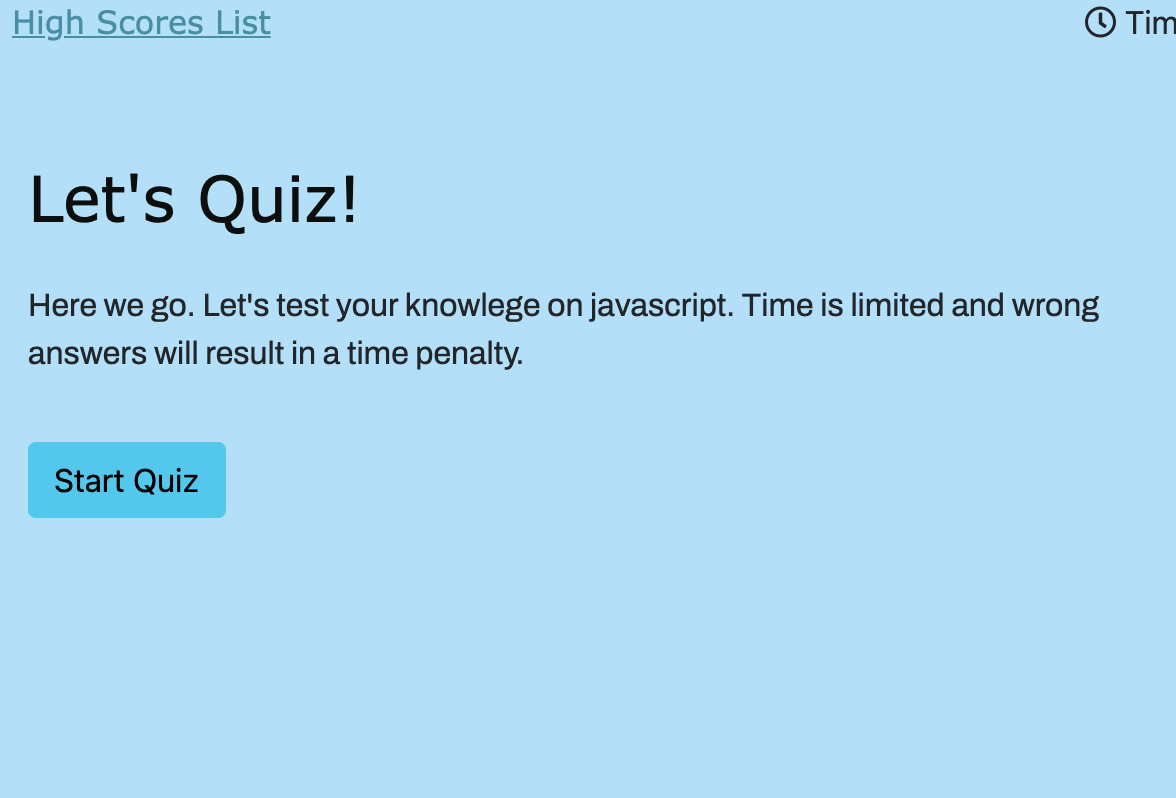 High Scores List
Tim
Let's Quiz!
Here we go. Let's test your knowlege on javascript. Time is limited and wrong
answers will result in a time penalty.
Start Quiz